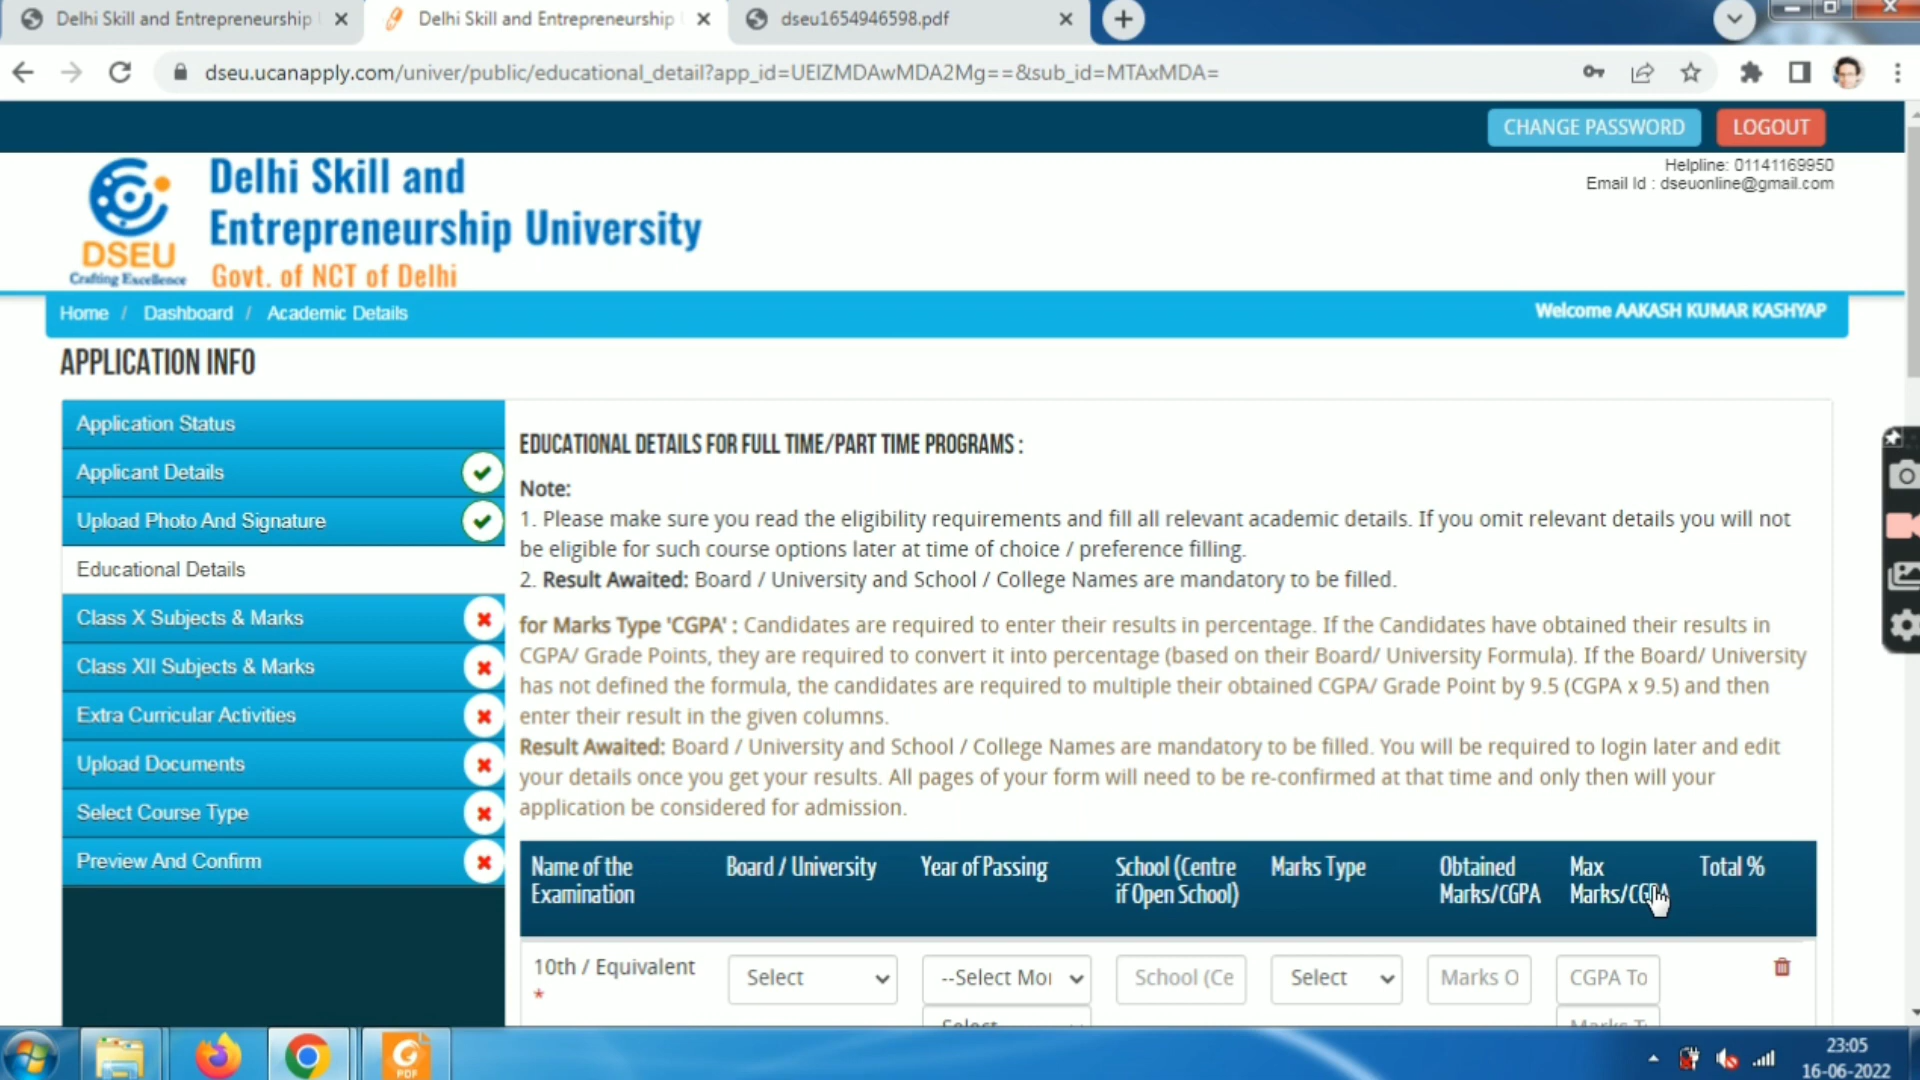 Delhi Skill and Entrepreneurship
Delhi Skill and Entrepreneurship
dseu1654946598.pdf
dseu.ucanapply.com/univer/public/educational_detail?app_id=UEIZMDAwMDA2Mg==&sub_id=MTAxMDA=
CHANGE PASSWORD
LOGOUT
Helpline: 01141169950
Email Id : dseuonline@gmail.com
DSEU
Crafting Excellence
Delhi Skill and
Entrepreneurship University
Govt. of NCT of Delhi
Home / Dashboard / Academic Details
Welcome AAKASH KUMAR KASHYAP
APPLICATION INFO
Application Status
Applicant Details
Upload Photo And Signature
Educational Details
Class X Subjects & Marks
Class XII Subjects & Marks
Extra Curricular Activities
Upload Documents
Select Course Type
Preview And Confirm
EDUCATIONAL DETAILS FOR FULL TIME/PART TIME PROGRAMS :
Note:
1. Please make sure you read the eligibility requirements and fill all relevant academic details. If you omit relevant details you will not
be eligible for such course options later at time of choice / preference filling.
2. Result Awaited: Board / University and School / College Names are mandatory to be filled.
for Marks Type 'CGPA' : Candidates are required to enter their results in percentage. If the Candidates have obtained their results in
CGPA/ Grade Points, they are required to convert it into percentage (based on their Board/ University Formula). If the Board/ University
has not defined the formula, the candidates are required to multiple their obtained CGPA/ Grade Point by 9.5 (CGPA x 9.5) and then
enter their result in the given columns.
Result Awaited: Board / University and School / College Names are mandatory to be filled. You will be required to login later and edit
your details once you get your results. All pages of your form will need to be re-confirmed at that time and only then will your
application be considered for admission.
Name of the Examination
Board / University
Year of Passing
School (Centre if Open School)
Marks Type
Obtained Marks/CGPA
Max Marks/CGPA
Total %
10th / Equivalent
*
Select
--Select Mor
School (Ce
Select
Marks O
CGPA To
Select
Marks T
PDF
23:05
16-06-2022